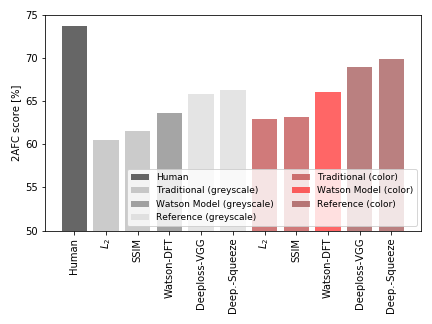 75
70
65
60
55
50
2AFC score [%]
Human
Traditional (greyscale)
Watson Model (greyscale)
Reference (greyscale)
Traditional (color)
Watson Model (color)
Reference (color)
Human
L2
SSIM
Watson-DFT
Deeploss-VGG
Deep.-Squeeze
L2
SSIM
Watson-DFT
Deeploss-VGG
Deep.-Squeeze